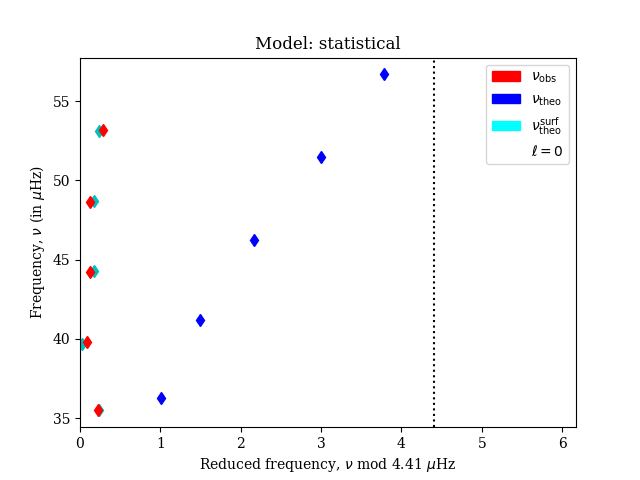 Model: statistical
Frequency, ν (in μHz)
55
50
45
40
35
ν_obs
ν_theo
ν_theo^surf
ℓ = 0
0 1 2 3 4 5 6
Reduced frequency, ν mod 4.41 μHz